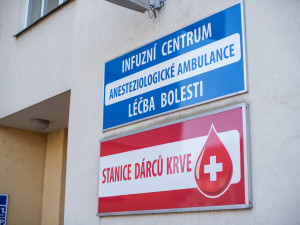 INFUZNÍ CENTRUM
ANESTEZIOLOGICKÉ AMBULANCE
LÉČBA BOLESTI
STANICE DÁRCŮ KRVE